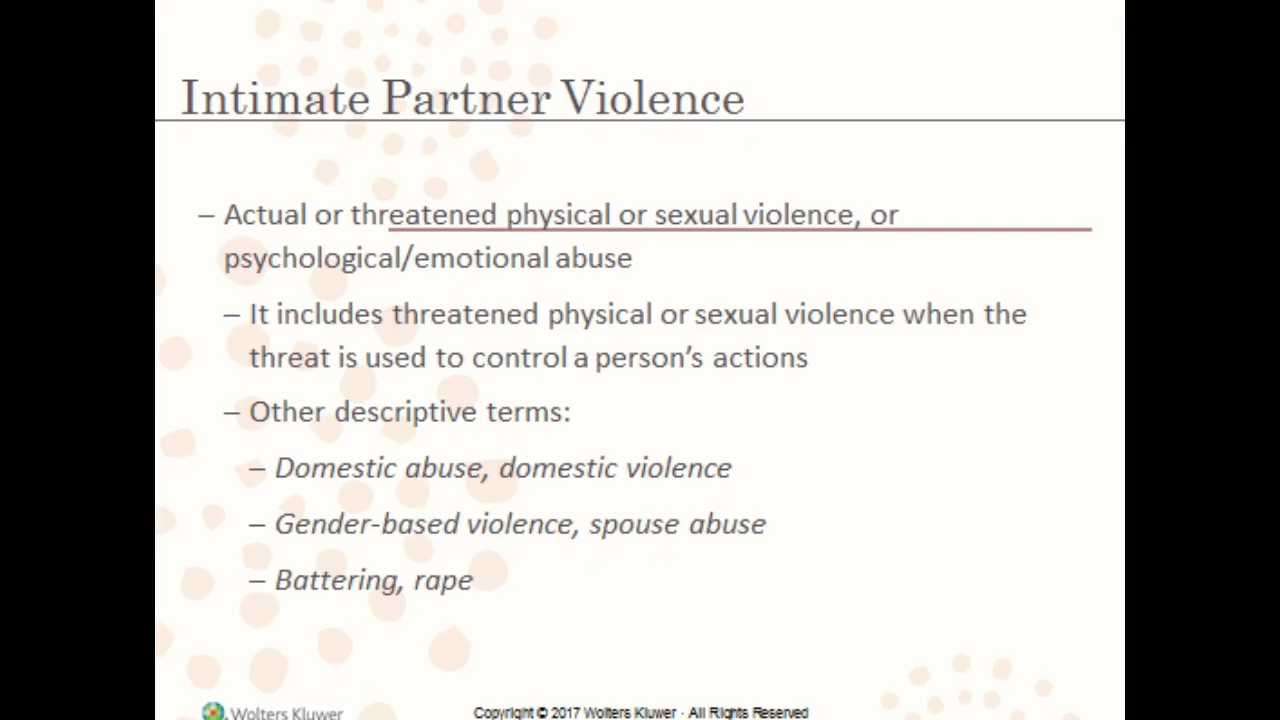 Intimate Partner Violence
– Actual or threatened physical or sexual violence, or
psychological/emotional abuse
– It includes threatened physical or sexual violence when the
threat is used to control a person’s actions
– Other descriptive terms:
– Domestic abuse, domestic violence
– Gender-based violence, spouse abuse
– Battering, rape
Wolters Kluwer
Copyright © 2017 Wolters Kluwer · All Rights Reserved